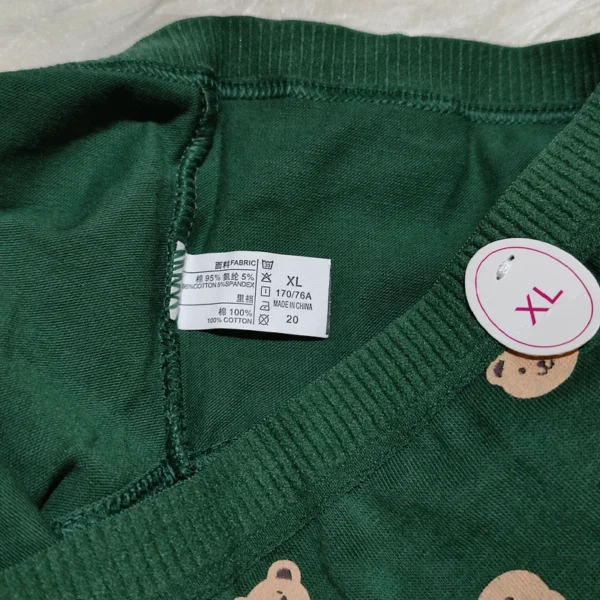 面料FABRIC
棉 95% 氨纶 5%
95%COTTON 5%SPANDEX
里裆
棉 100%
100% COTTON
XL
170/76A
MADE IN CHINA
20
XL